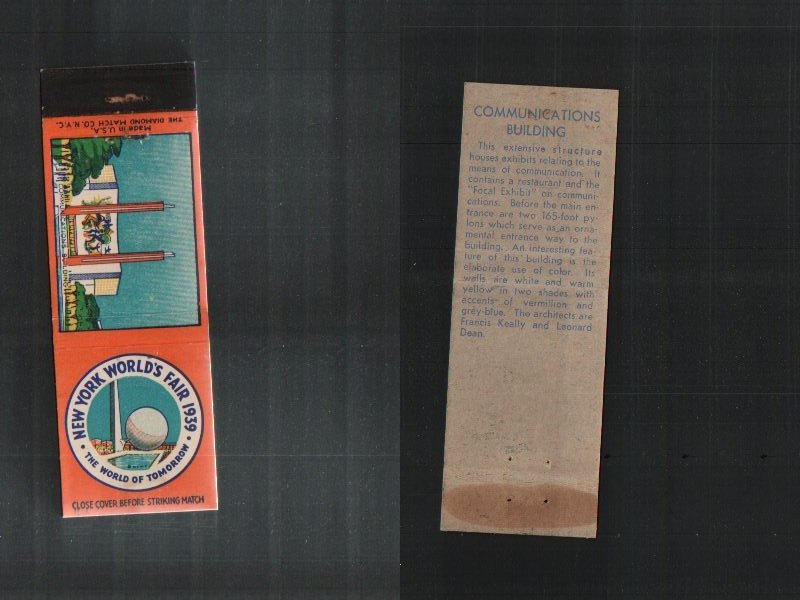 Made in U.S.A.
THE DIAMOND MATCH CO. N.Y.C.
COMMUNICATIONS BUILDING
NEW YORK WORLD'S FAIR 1939
THE WORLD OF TOMORROW
CLOSE COVER BEFORE STRIKING MATCH
COMMUNICATIONS
BUILDING
This extensive structure
houses exhibits relating to the
means of communication. It
contains a restaurant and the
"Focal Exhibit" on communi-
cations. Before the main en-
trance are two 165-foot py-
lons which serve as an orna-
mental entrance way to the
building. An interesting fea-
ture of this building is the
elaborate use of color. Its
walls are white and warm
yellow in two shades with
accents of vermilion and
grey-blue. The architects are
Francis Keally and Leonard
Dean.